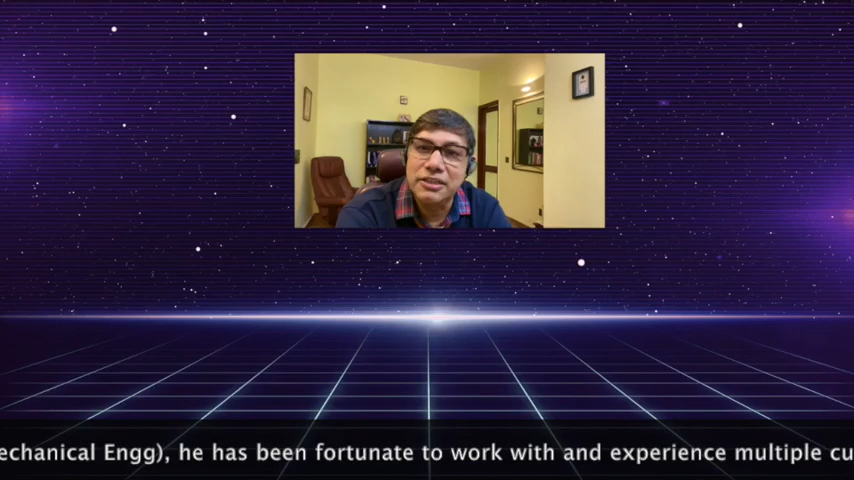 echanical Engg), he has been fortunate to work with and experience multiple cu